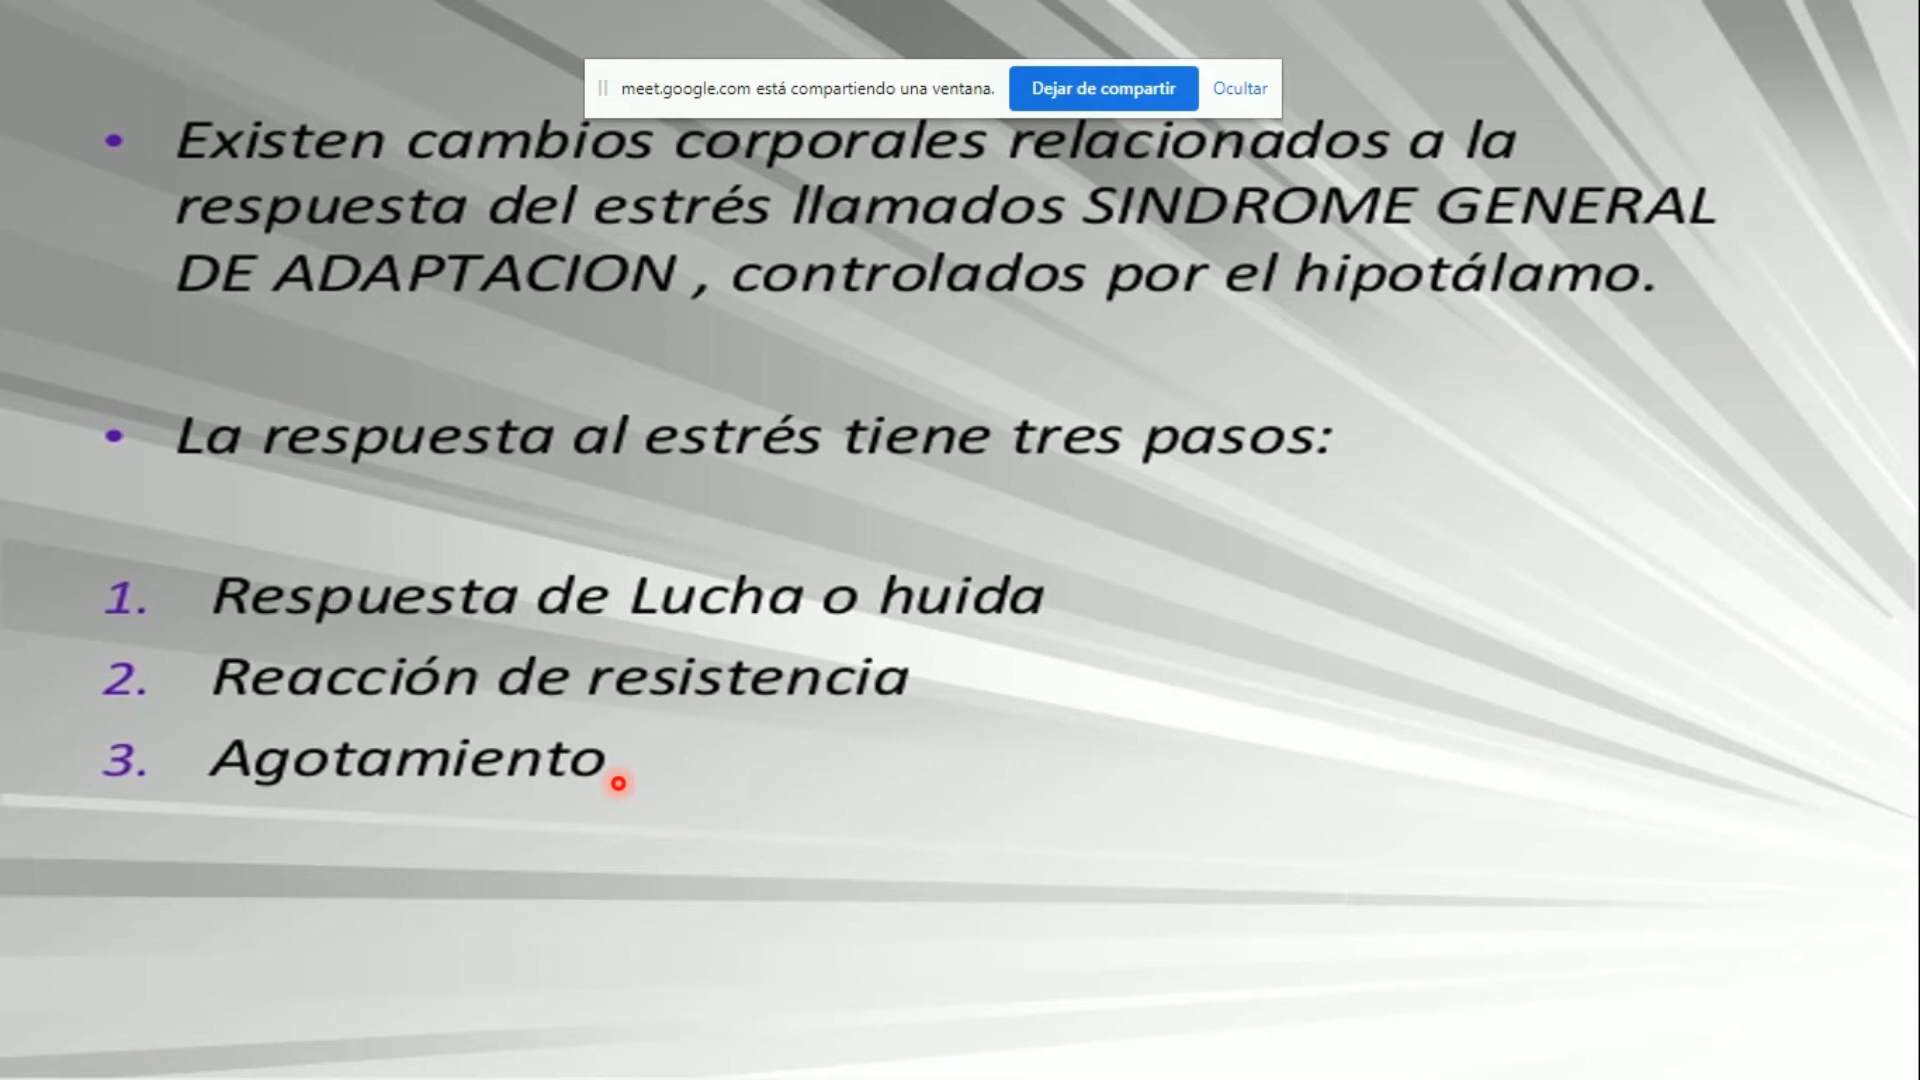 meet.google.com está compartiendo una ventana. Dejar de compartir Ocultar
• Existen cambios corporales relacionados a la
respuesta del estrés llamados SINDROME GENERAL
DE ADAPTACION , controlados por el hipotálamo.
• La respuesta al estrés tiene tres pasos:
1. Respuesta de Lucha o huida
2. Reacción de resistencia
3. Agotamiento